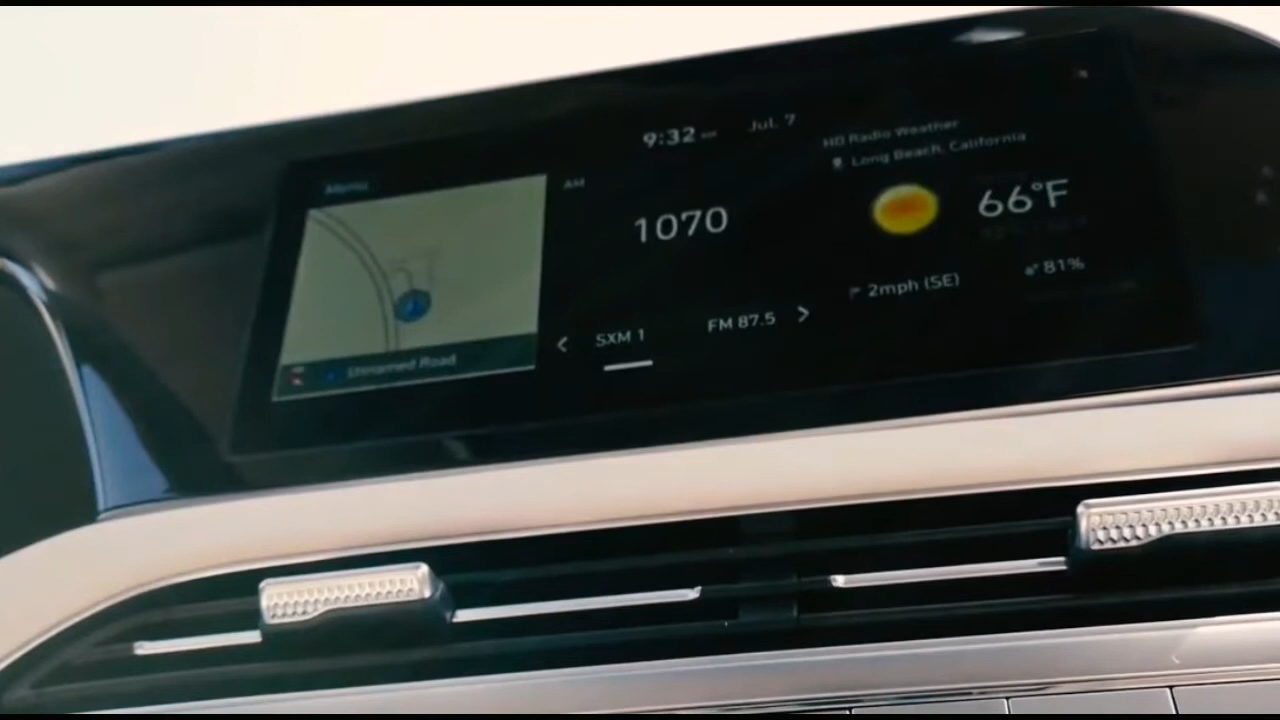 9:32 AM Jul. 7
HD Radio Weather
Long Beach, California
Menu
AM
1070
66°F
2mph (SE)
81%
SXM 1
FM 87.5
Unnamed Road